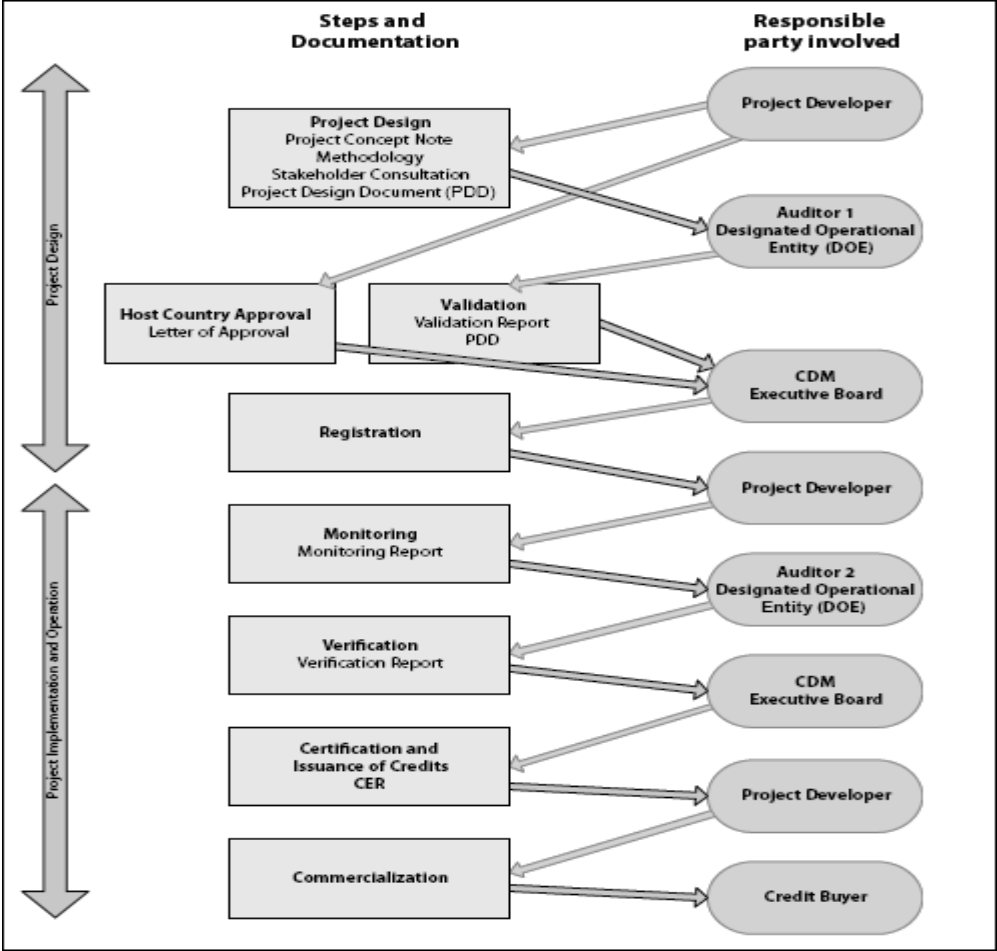 Steps and
Documentation
Responsible
party involved
Project Developer
Project Design
Project Concept Note
Methodology
Stakeholder Consultation
Project Design Document (PDD)
Auditor 1
Designated Operational
Entity (DOE)
Project Design
Host Country Approval
Letter of Approval
Validation
Validation Report
PDD
CDM
Executive Board
Registration
Project Developer
Monitoring
Monitoring Report
Auditor 2
Designated Operational
Entity (DOE)
Project Implementation and Operation
Verification
Verification Report
CDM
Executive Board
Certification and
Issuance of Credits
CER
Project Developer
Commercialization
Credit Buyer